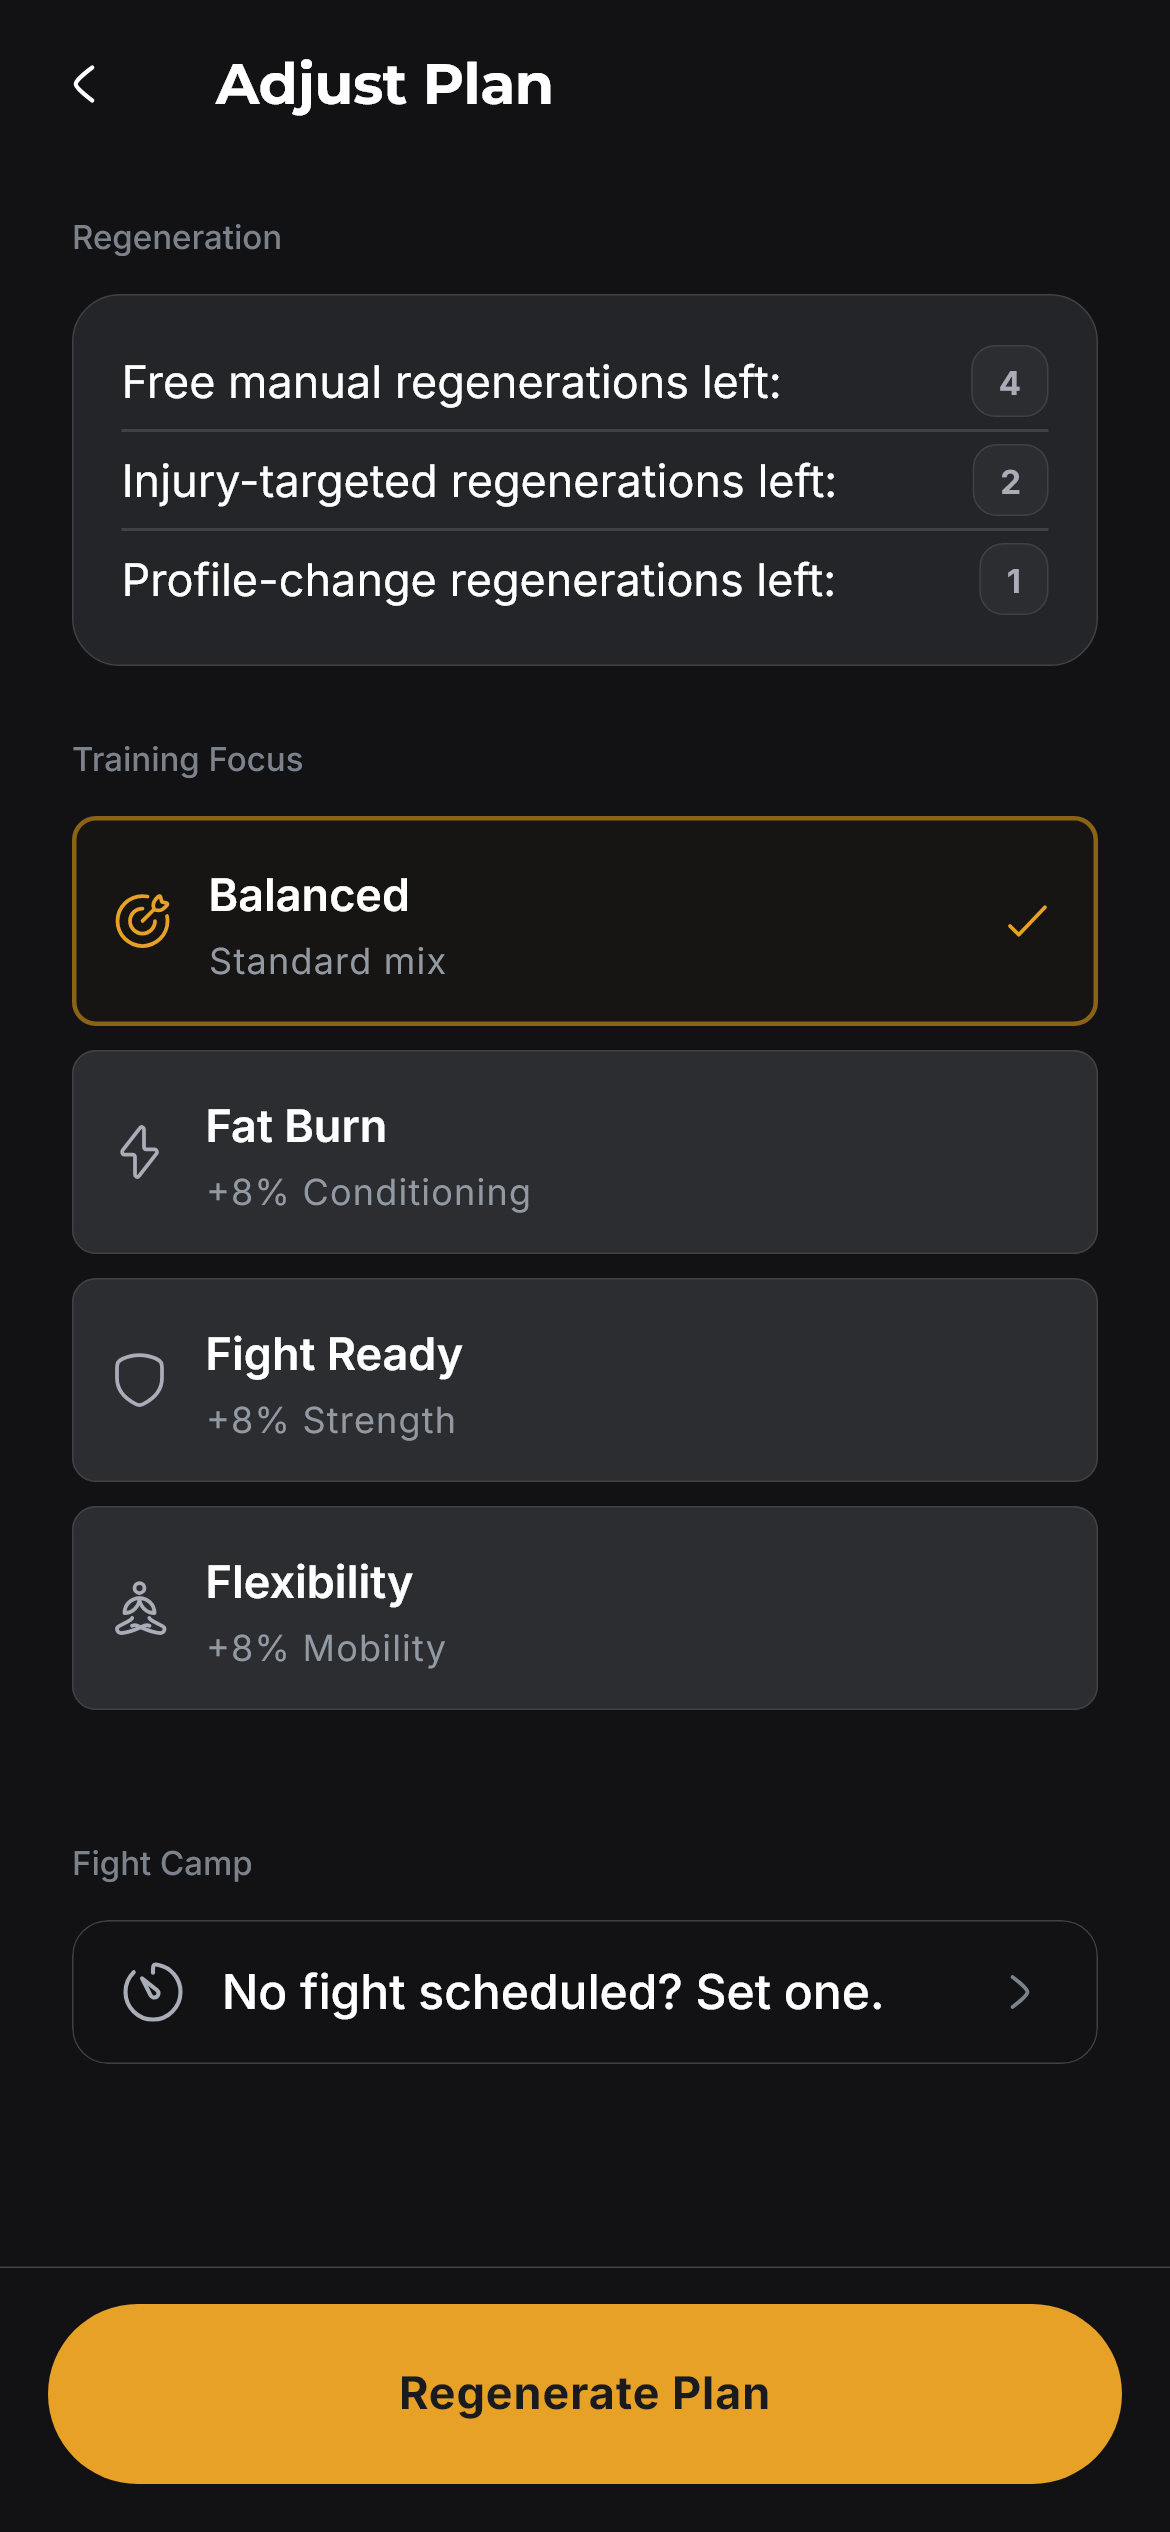 Adjust Plan
Regeneration
Free manual regenerations left: 4
Injury-targeted regenerations left: 2
Profile-change regenerations left: 1
Training Focus
Balanced
Standard mix
Fat Burn
+8% Conditioning
Fight Ready
+8% Strength
Flexibility
+8% Mobility
Fight Camp
No fight scheduled? Set one.
Regenerate Plan